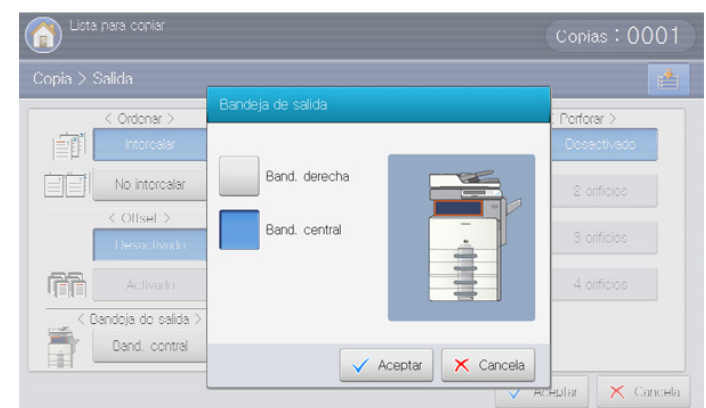 Lista para copiar
Copias : 0001
Copia > Salida
< Ordenar >
Intercalar
No intercalar
< Offset >
Desactivado
Activado
< Bandeja de salida >
Band. central
Bandeja de salida
Band. derecha
Band. central
Aceptar
Cancela
< Perforar >
Desactivado
2 orificios
3 orificios
4 orificios
Aceptar
Cancela